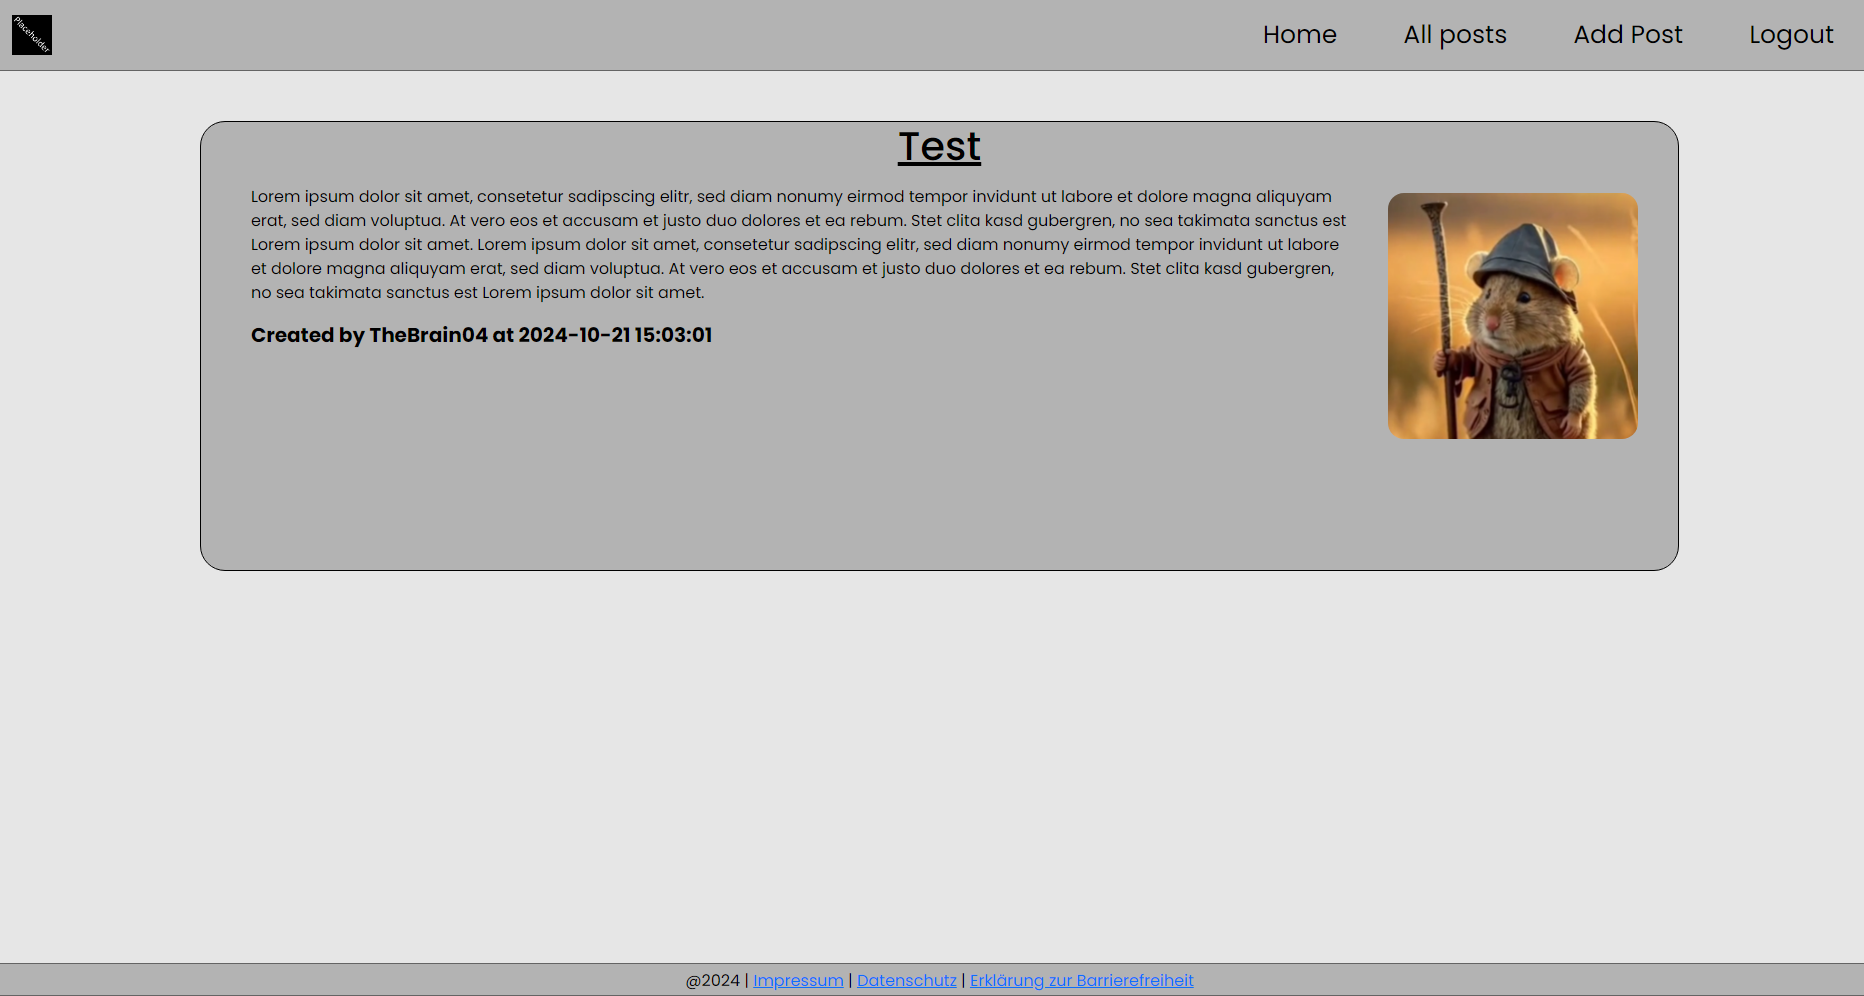 Placeholder
Home All posts Add Post Logout
Test
Lorem ipsum dolor sit amet, consetetur sadipscing elitr, sed diam nonumy eirmod tempor invidunt ut labore et dolore magna aliquyam
erat, sed diam voluptua. At vero eos et accusam et justo duo dolores et ea rebum. Stet clita kasd gubergren, no sea takimata sanctus est
Lorem ipsum dolor sit amet. Lorem ipsum dolor sit amet, consetetur sadipscing elitr, sed diam nonumy eirmod tempor invidunt ut labore
et dolore magna aliquyam erat, sed diam voluptua. At vero eos et accusam et justo duo dolores et ea rebum. Stet clita kasd gubergren,
no sea takimata sanctus est Lorem ipsum dolor sit amet.
Created by TheBrain04 at 2024-10-21 15:03:01
@2024 | Impressum | Datenschutz | Erklärung zur Barrierefreiheit